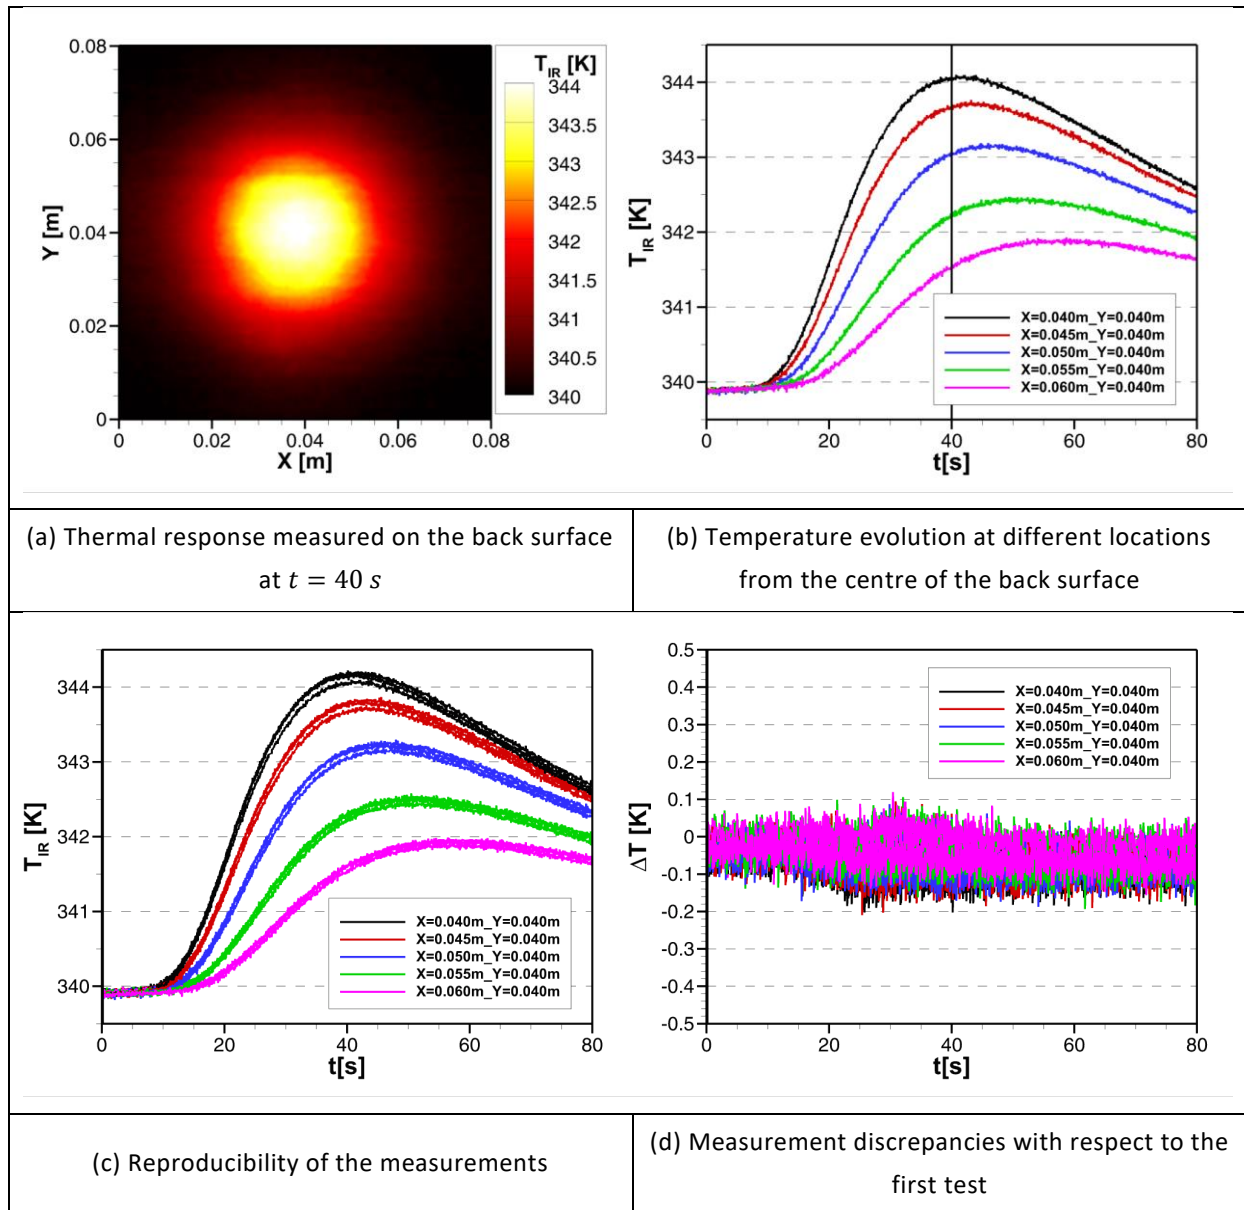 0.08
0.06
0.04
0.02
0
Y [m]
0
0.02
0.04
0.06
0.08
X [m]
T_IR [K]
344
343.5
343
342.5
342
341.5
341
340.5
340
344
343
342
341
340
T_IR [K]
0
20
40
60
80
t[s]
X=0.040m_Y=0.040m
X=0.045m_Y=0.040m
X=0.050m_Y=0.040m
X=0.055m_Y=0.040m
X=0.060m_Y=0.040m
(a) Thermal response measured on the back surface
at t = 40 s
(b) Temperature evolution at different locations
from the centre of the back surface
344
343
342
341
340
T_IR [K]
0
20
40
60
80
t[s]
X=0.040m_Y=0.040m
X=0.045m_Y=0.040m
X=0.050m_Y=0.040m
X=0.055m_Y=0.040m
X=0.060m_Y=0.040m
0.5
0.4
0.3
0.2
0.1
0
-0.1
-0.2
-0.3
-0.4
-0.5
ΔT [K]
0
20
40
60
80
t[s]
X=0.040m_Y=0.040m
X=0.045m_Y=0.040m
X=0.050m_Y=0.040m
X=0.055m_Y=0.040m
X=0.060m_Y=0.040m
(c) Reproducibility of the measurements
(d) Measurement discrepancies with respect to the
first test